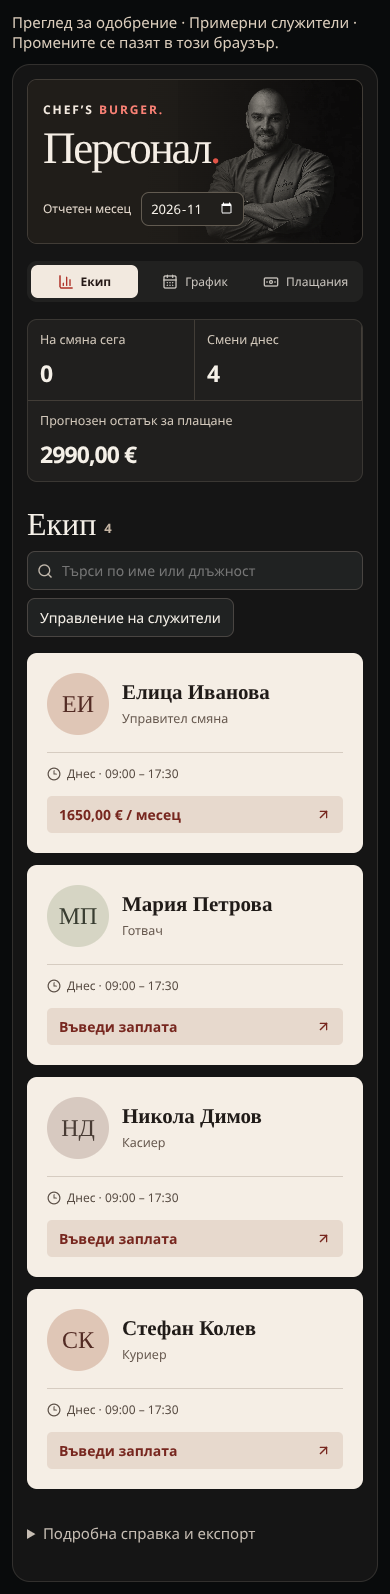 Преглед за одобрение · Примерни служители ·
Промените се пазят в този браузър.
CHEF'S BURGER.
Персонал.
Отчетен месец 2026-11
Екип График Плащания
На смяна сега Смени днес
0 4
Прогнозен остатък за плащане
2990,00 €
Екип 4
Търси по име или длъжност
Управление на служители
ЕИ Елица Иванова
Управител смяна
Днес · 09:00 – 17:30
1650,00 € / месец
МП Мария Петрова
Готвач
Днес · 09:00 – 17:30
Въведи заплата
НД Никола Димов
Касиер
Днес · 09:00 – 17:30
Въведи заплата
СК Стефан Колев
Куриер
Днес · 09:00 – 17:30
Въведи заплата
Подробна справка и експорт